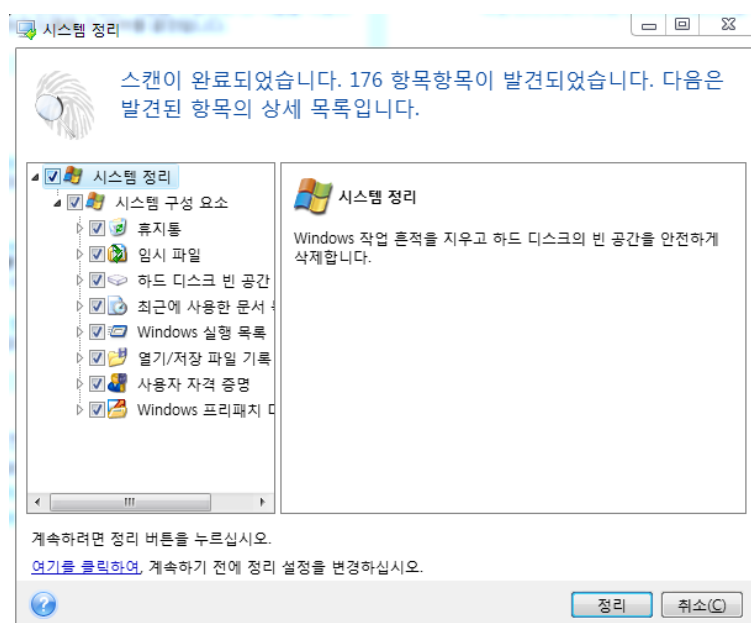 시스템 정리
스캔이 완료되었습니다. 176 항목항목이 발견되었습니다. 다음은
발견된 항목의 상세 목록입니다.
시스템 정리
시스템 구성 요소
휴지통
임시 파일
하드 디스크 빈 공간
최근에 사용한 문서
Windows 실행 목록
열기/저장 파일 기록
사용자 자격 증명
Windows 프리패치
시스템 정리
Windows 작업 흔적을 지우고 하드 디스크의 빈 공간을 안전하게
삭제합니다.
계속하려면 정리 버튼을 누르십시오.
여기를 클릭하여, 계속하기 전에 정리 설정을 변경하십시오.
정리
취소(C)